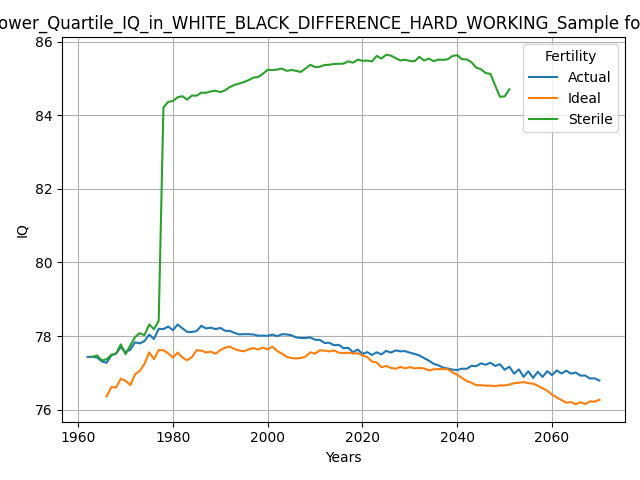 ower_Quartile_IQ_in_WHITE_BLACK_DIFFERENCE_HARD_WORKING_Sample fo
86
84
82
80
78
76
IQ
1960
1980
2000
2020
2040
2060
Years
Fertility
Actual
Ideal
Sterile